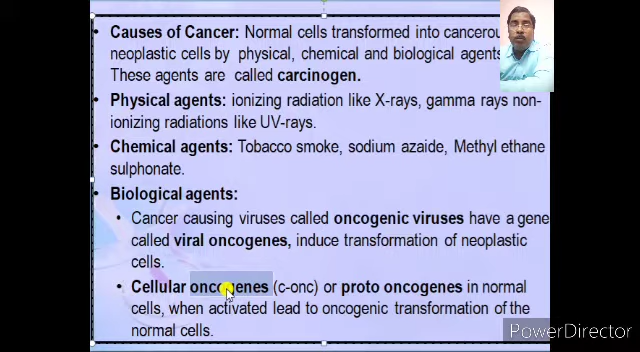 • Causes of Cancer: Normal cells transformed into cancerou
neoplastic cells by physical, chemical and biological agents
These agents are called carcinogen.
• Physical agents: ionizing radiation like X-rays, gamma rays non-
ionizing radiations like UV-rays.
• Chemical agents: Tobacco smoke, sodium azaide, Methyl ethane
sulphonate.
• Biological agents:
• Cancer causing viruses called oncogenic viruses have a gene
called viral oncogenes, induce transformation of neoplastic
cells.
• Cellular oncogenes (c-onc) or proto oncogenes in normal
cells, when activated lead to oncogenic transformation of the
normal cells.
PowerDirector